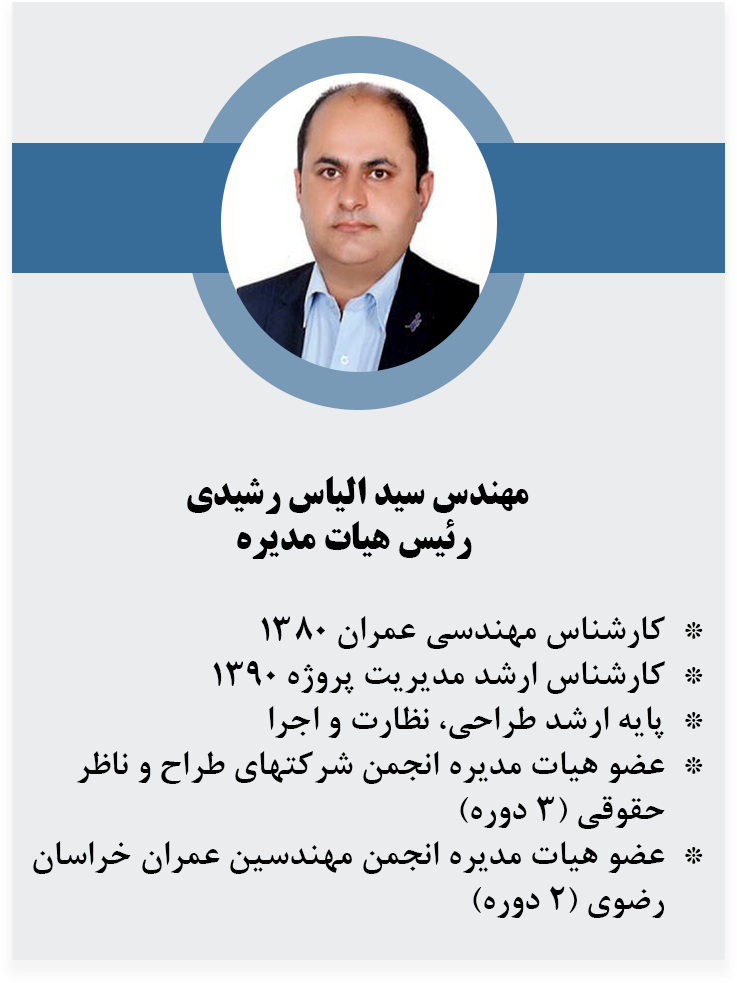 مهندس سید الیاس رشیدی
رئیس هیات مدیره
❊ کارشناس مهندسی عمران ۱۳۸۰
❊ کارشناس ارشد مدیریت پروژه ۱۳۹۰
❊ پایه ارشد طراحی، نظارت و اجرا
❊ عضو هیات مدیره انجمن شرکتهای طراح و ناظر
حقوقی (۳ دوره)
❊ عضو هیات مدیره انجمن مهندسین عمران خراسان
رضوی (۲ دوره)